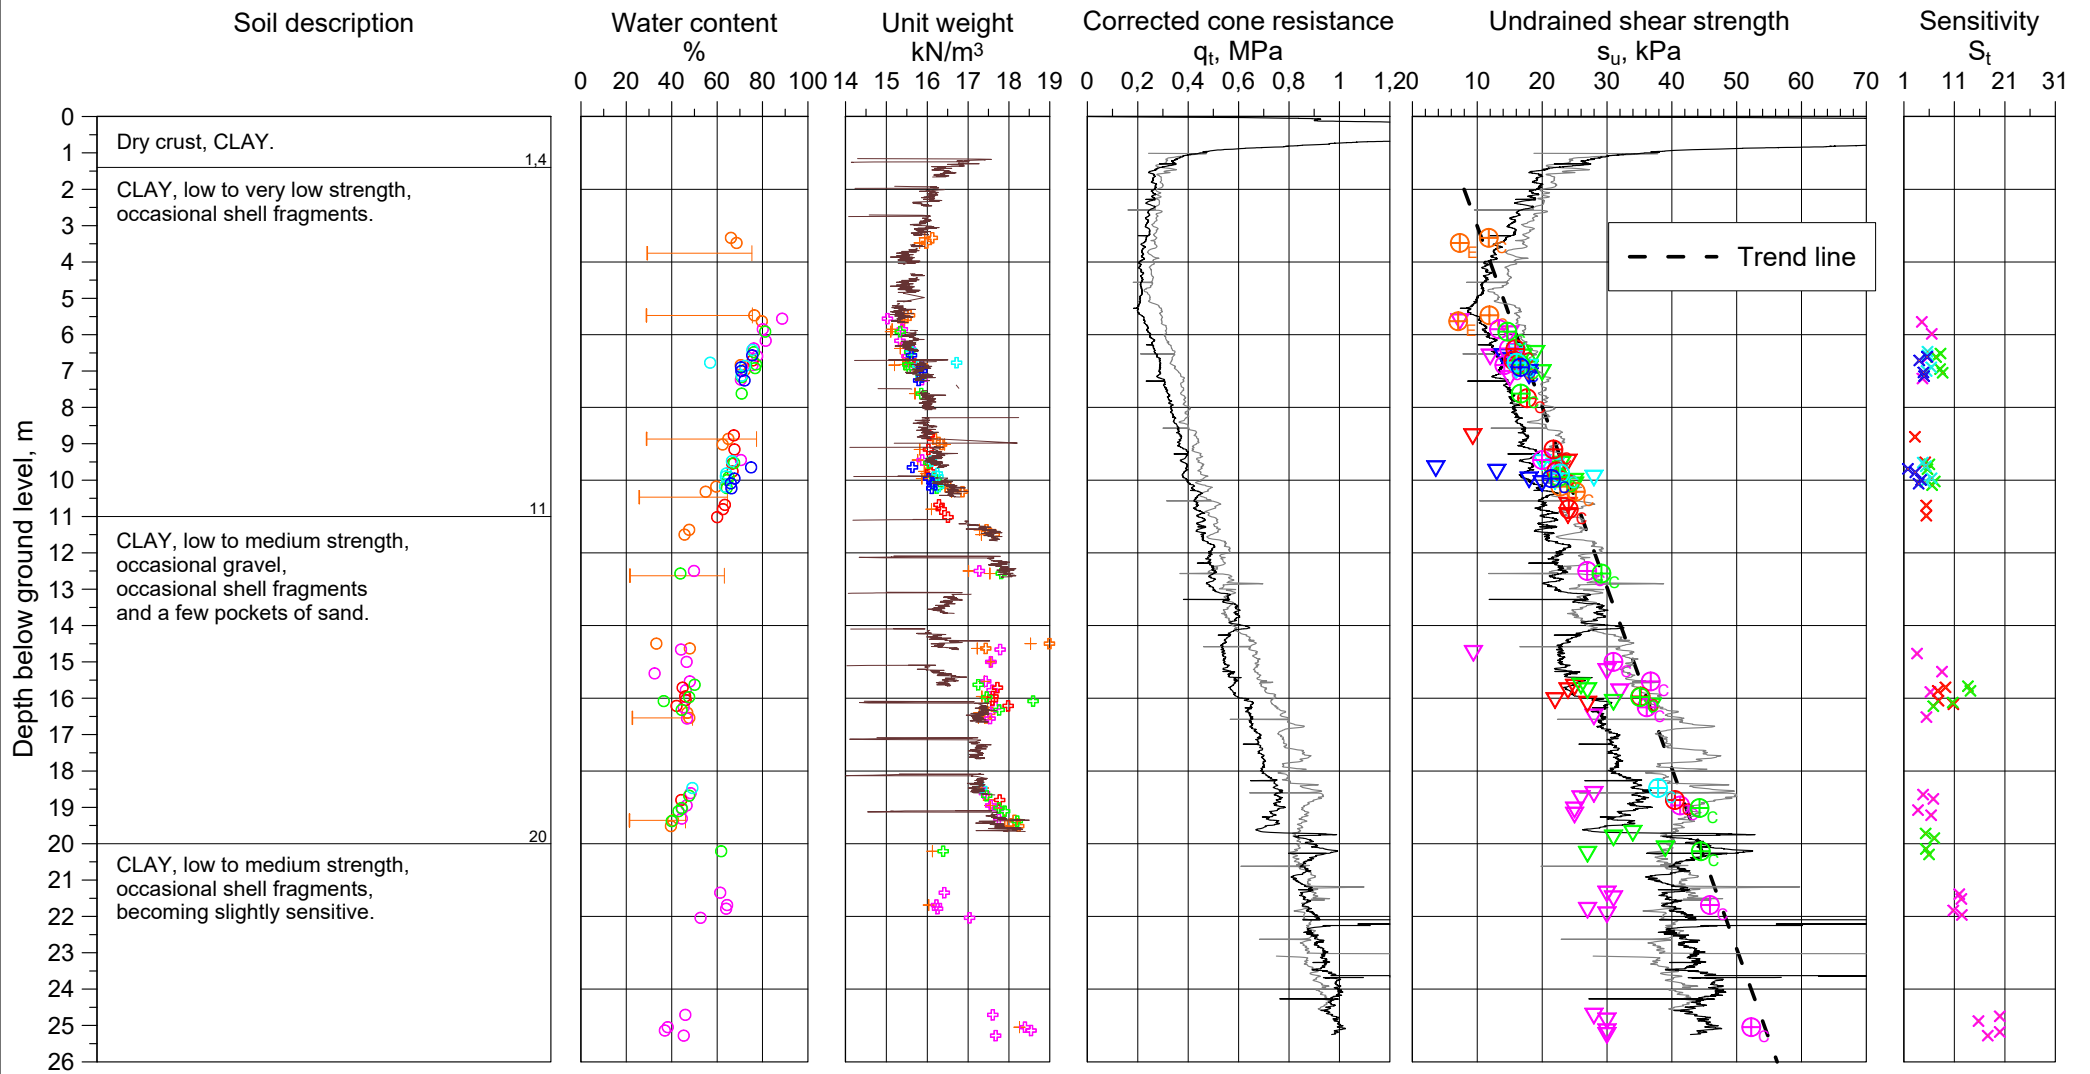 Soil description
Water content
%
Unit weight
kN/m³
Corrected cone resistance
qt, MPa
Undrained shear strength
su, kPa
Sensitivity
St
0 20 40 60 80 100
14 15 16 17 18 19
0 0,2 0,4 0,6 0,8 1 1,2
0 10 20 30 40 50 60 70
1 11 21 31
Depth below ground level, m
0
1
2
3
4
5
6
7
8
9
10
11
12
13
14
15
16
17
18
19
20
21
22
23
24
25
26
Dry crust, CLAY.
1,4
CLAY, low to very low strength,
occasional shell fragments.
11
CLAY, low to medium strength,
occasional gravel,
occasional shell fragments
and a few pockets of sand.
20
CLAY, low to medium strength,
occasional shell fragments,
becoming slightly sensitive.
Trend line